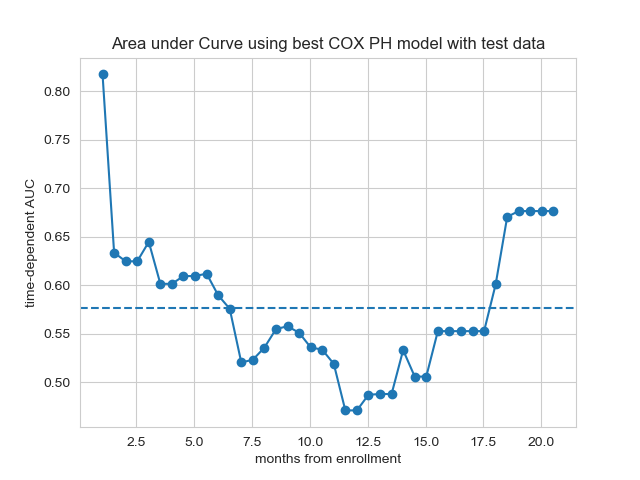 Area under Curve using best COX PH model with test data
time-dependent AUC
0.80
0.75
0.70
0.65
0.60
0.55
0.50
2.5 5.0 7.5 10.0 12.5 15.0 17.5 20.0
months from enrollment